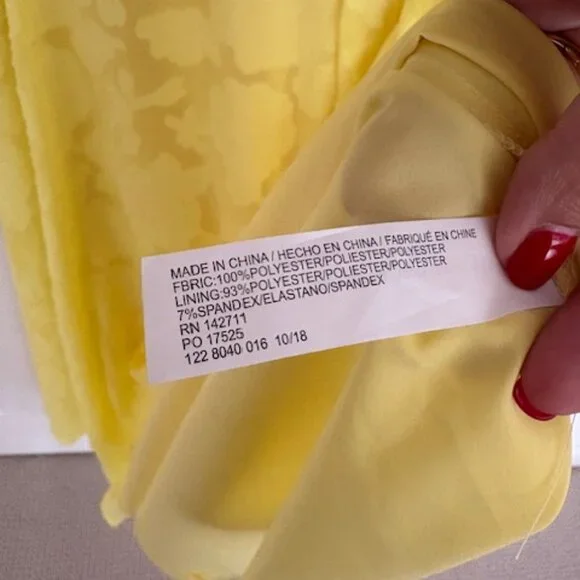 MADE IN CHINA / HECHO EN CHINA / FABRIQUÉ EN CHINE
FBRIC:100%POLYESTER/POLIESTER/POLYESTER
LINING:93%POLYESTER/POLIESTER/POLYESTER
7%SPANDEX/ELASTANO/SPANDEX
RN 142711
PO 17525
122 8040 016 10/18